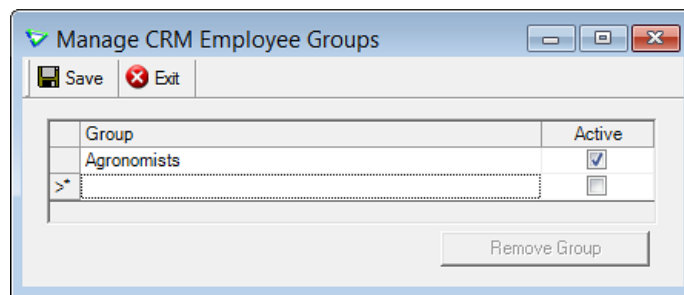 Manage CRM Employee Groups
Save Exit
Group Active
Agronomists
>*
Remove Group